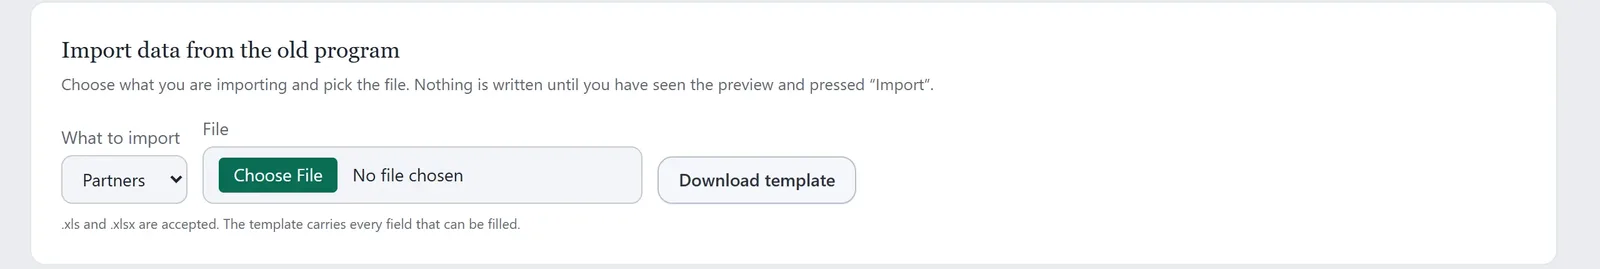 Import data from the old program
Choose what you are importing and pick the file. Nothing is written until you have seen the preview and pressed “Import”.
What to import
File
Partners
Choose File
No file chosen
Download template
.xls and .xlsx are accepted. The template carries every field that can be filled.